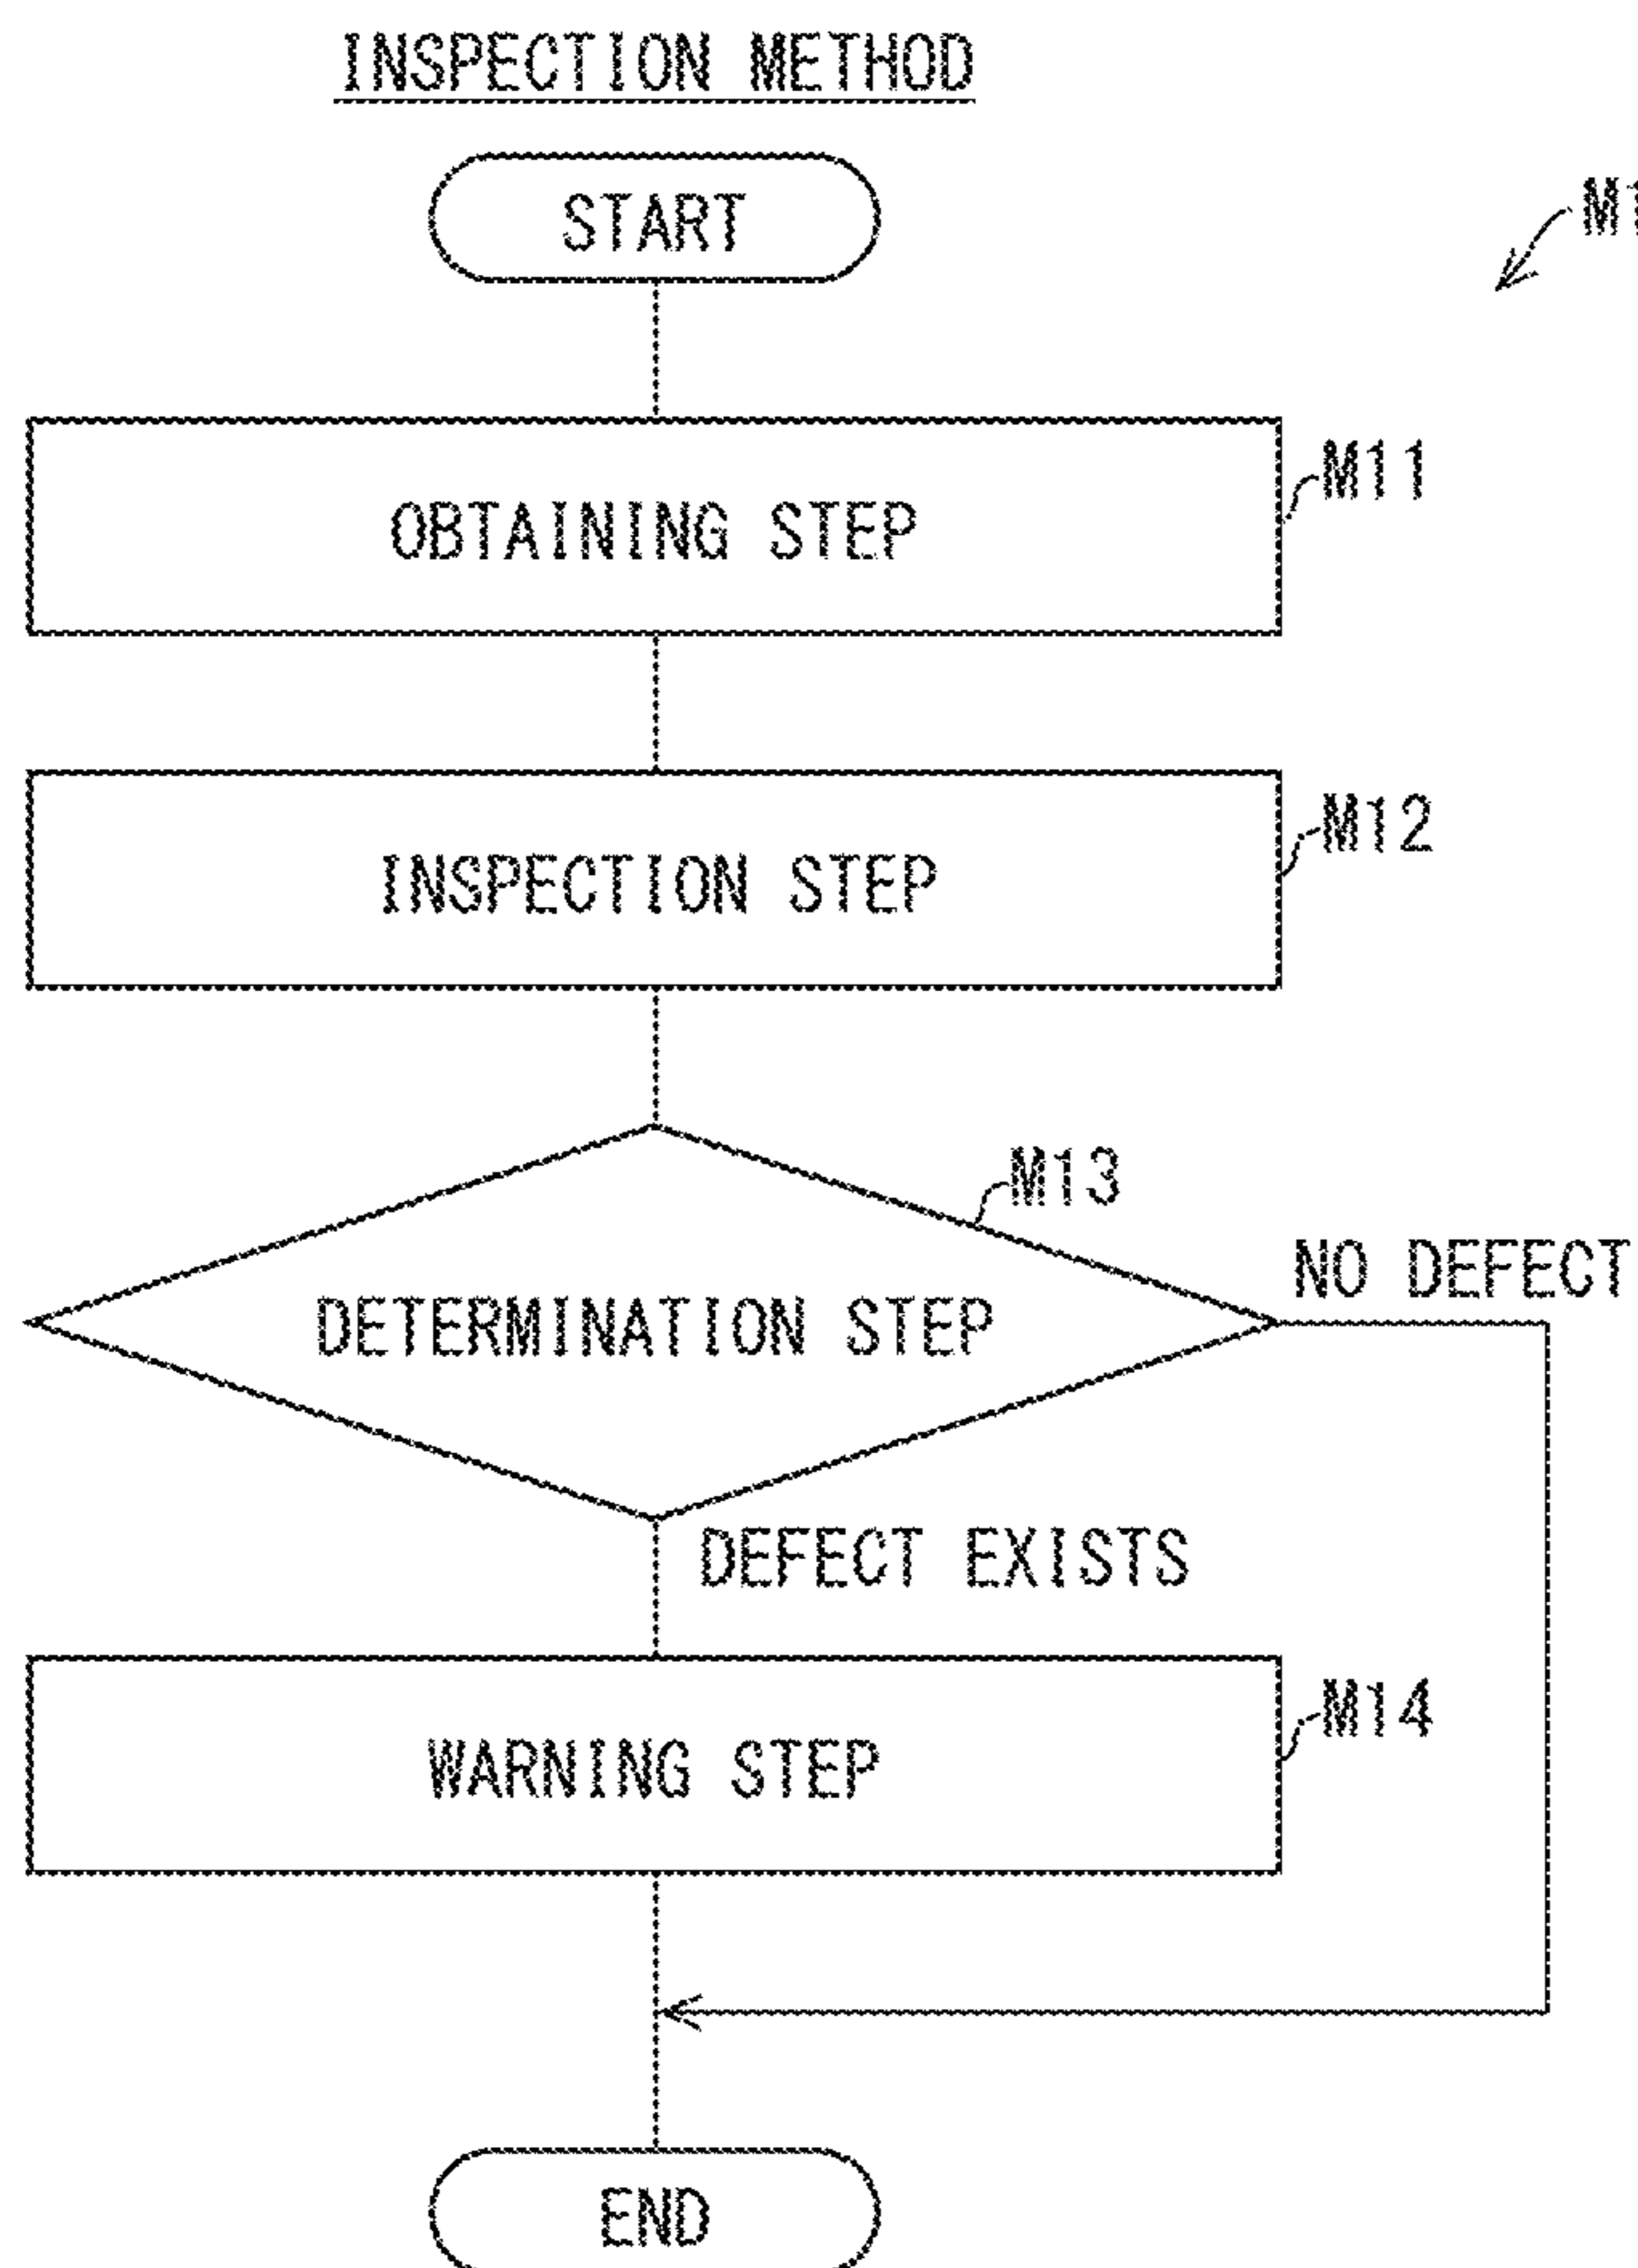 INSPECTION METHOD
START
M1
OBTAINING STEP
M11
INSPECTION STEP
M12
M13
DETERMINATION STEP
NO DEFECT
DEFECT EXISTS
WARNING STEP
M14
END